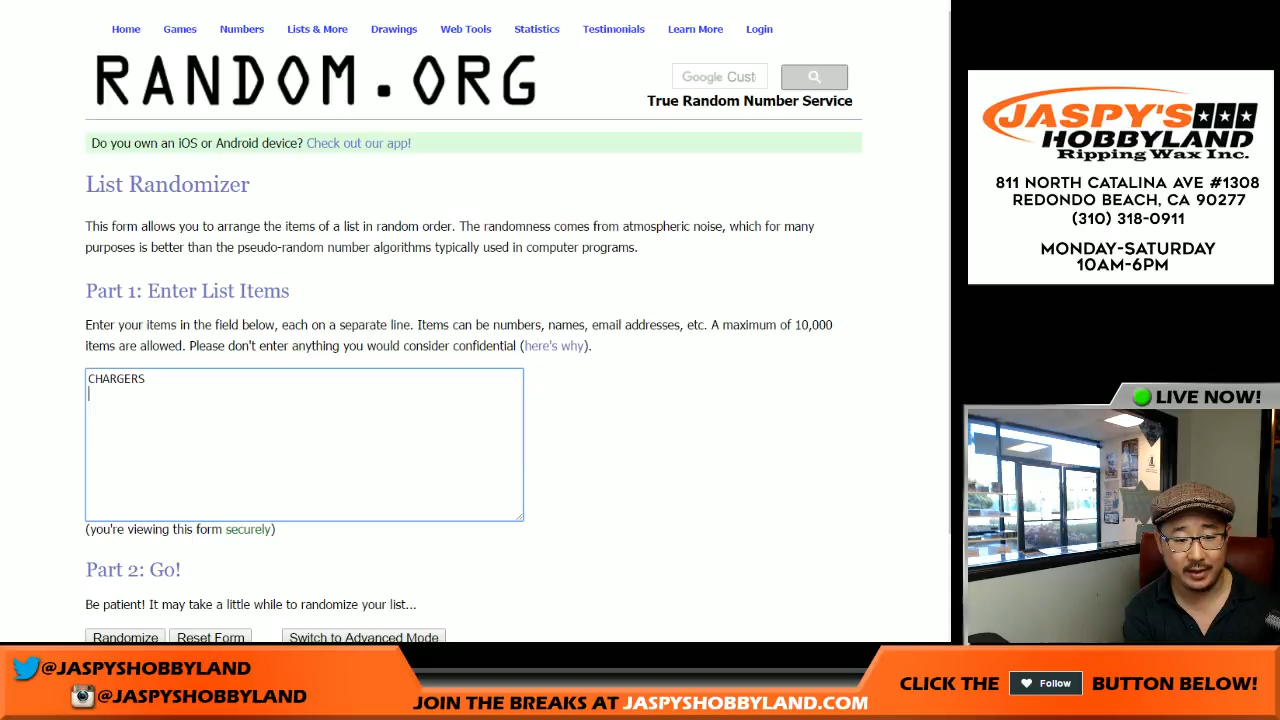 Home Games Numbers Lists & More Drawings Web Tools Statistics Testimonials Learn More Login
RANDOM.ORG
Google Cust
True Random Number Service
Do you own an iOS or Android device? Check out our app!
List Randomizer
This form allows you to arrange the items of a list in random order. The randomness comes from atmospheric noise, which for many
purposes is better than the pseudo-random number algorithms typically used in computer programs.
Part 1: Enter List Items
Enter your items in the field below, each on a separate line. Items can be numbers, names, email addresses, etc. A maximum of 10,000
items are allowed. Please don't enter anything you would consider confidential (here's why).
CHARGERS
(you're viewing this form securely)
Part 2: Go!
Be patient! It may take a little while to randomize your list...
Randomize Reset Form Switch to Advanced Mode
JASPY'S
HOBBYLAND
Ripping Wax Inc.
811 NORTH CATALINA AVE #1308
REDONDO BEACH, CA 90277
(310) 318-0911
MONDAY-SATURDAY
10AM-6PM
LIVE NOW!
@JASPYSHOBBYLAND
@JASPYSHOBBYLAND
JOIN THE BREAKS AT JASPYSHOBBYLAND.COM
CLICK THE Follow BUTTON BELOW!